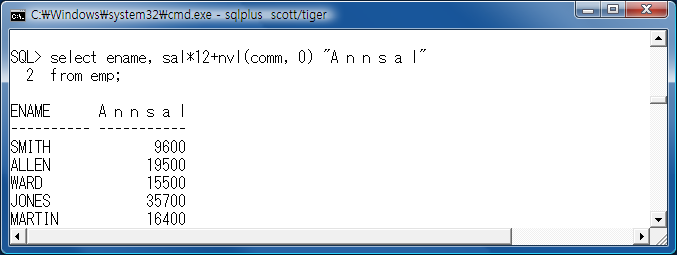 C:₩Windows₩system32₩cmd.exe - sqlplus  scott/tiger
SQL> select ename, sal*12+nvl(comm, 0) "A n n s a l"
  2  from emp;
ENAME      A n n s a l
---------- -----------
SMITH             9600
ALLEN            19500
WARD             15500
JONES            35700
MARTIN           16400